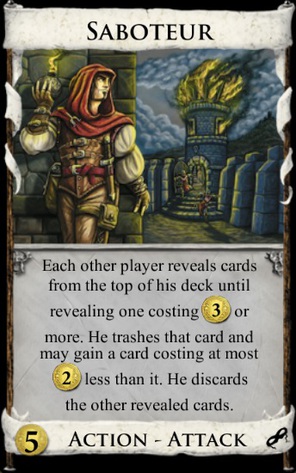 SABOTEUR
Each other player reveals cards
from the top of his deck until
revealing one costing 3 or
more. He trashes that card and
may gain a card costing at most
2 less than it. He discards
the other revealed cards.
5 ACTION - ATTACK